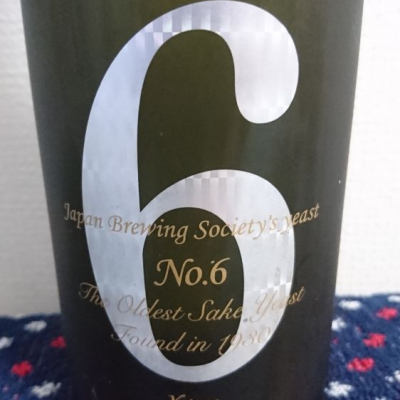 6
Japan Brewing Society's yeast
No.6
The Oldest Sake Yeast
Found in 1930